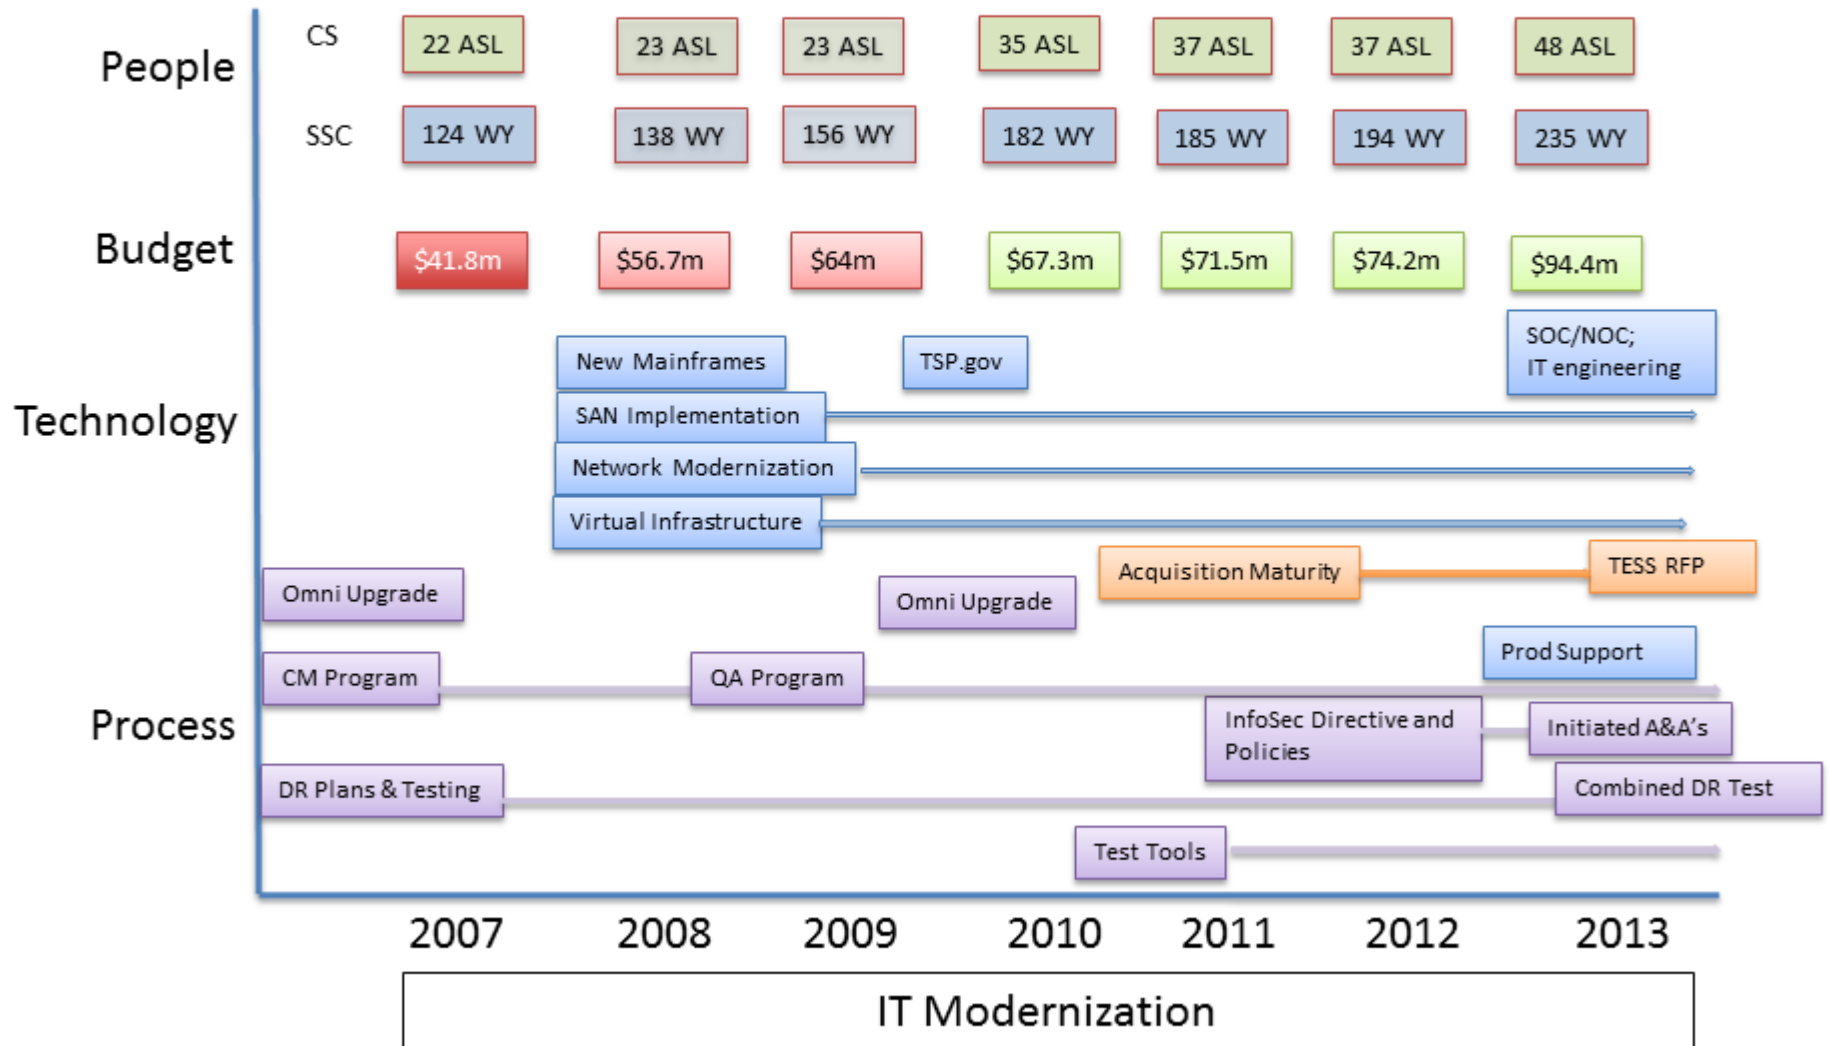 People
CS
22 ASL
23 ASL
23 ASL
35 ASL
37 ASL
37 ASL
48 ASL
SSC
124 WY
138 WY
156 WY
182 WY
185 WY
194 WY
235 WY
Budget
$41.8m
$56.7m
$64m
$67.3m
$71.5m
$74.2m
$94.4m
Technology
New Mainframes
TSP.gov
SOC/NOC;
IT engineering
SAN Implementation
Network Modernization
Virtual Infrastructure
Acquisition Maturity
TESS RFP
Process
Omni Upgrade
Omni Upgrade
CM Program
QA Program
Prod Support
InfoSec Directive and
Policies
Initiated A&A's
DR Plans & Testing
Combined DR Test
Test Tools
2007
2008
2009
2010
2011
2012
2013
IT Modernization